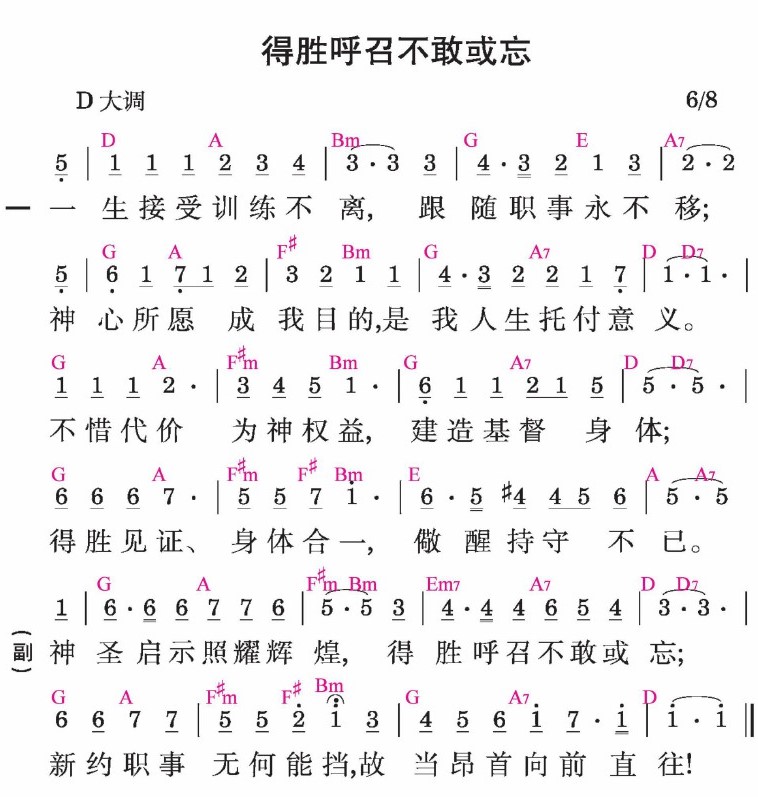 得胜呼召不敢或忘
D 大调 6/8
D A Bm G E A7
5 | 1 1 1 2 3 4 | 3 · 3 3 | 4 · 3 2 1 3 | 2 · 2
一 一 生接受训练不 离, 跟 随职事永不 移;
G A F♯ Bm G A7 D D7
5 | 6 1 7 1 2 | 3 2 1 1 | 4 · 3 2 2 1 7 | 1 · 1 · |
神 心所愿 成 我目的,是 我人生托付意 义。
G A F♯m Bm G A7 D D7
1 1 1 2 · | 3 4 5 1 · | 6 1 1 2 1 5 | 5 · 5 · |
不惜代价 为神权益, 建造基督 身 体;
G A F♯m F♯ Bm E A A7
6 6 6 7 · | 5 5 7 i · | 6 · 5 ♯4 4 5 6 | 5 · 5
得胜见证、 身体合一, 儆 醒持守 不 已。
G A F♯m Bm Em7 A7 D D7
1 | 6 · 6 6 7 7 6 | 5 · 5 3 | 4 · 4 4 6 5 4 | 3 · 3 · |
(副) 神 圣启示照耀辉 煌, 得 胜呼召不敢或 忘;
G A F♯m F♯ Bm G A7 D
6 6 7 7 | 5 5 2 i 3 | 4 5 6 i 7 · i | i · i ||
新约职事 无何能挡,故 当昂首向前 直 往!